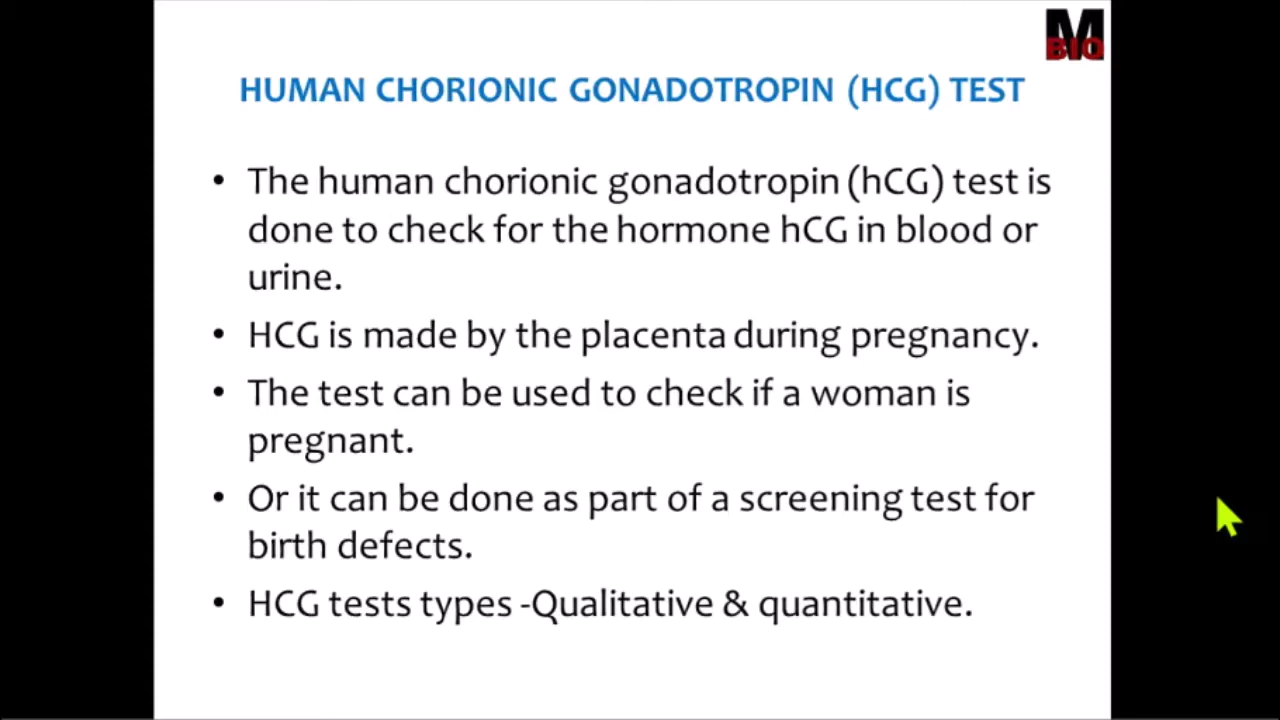 M
BIQ
HUMAN CHORIONIC GONADOTROPIN (HCG) TEST
• The human chorionic gonadotropin (hCG) test is
done to check for the hormone hCG in blood or
urine.
• HCG is made by the placenta during pregnancy.
• The test can be used to check if a woman is
pregnant.
• Or it can be done as part of a screening test for
birth defects.
• HCG tests types -Qualitative & quantitative.